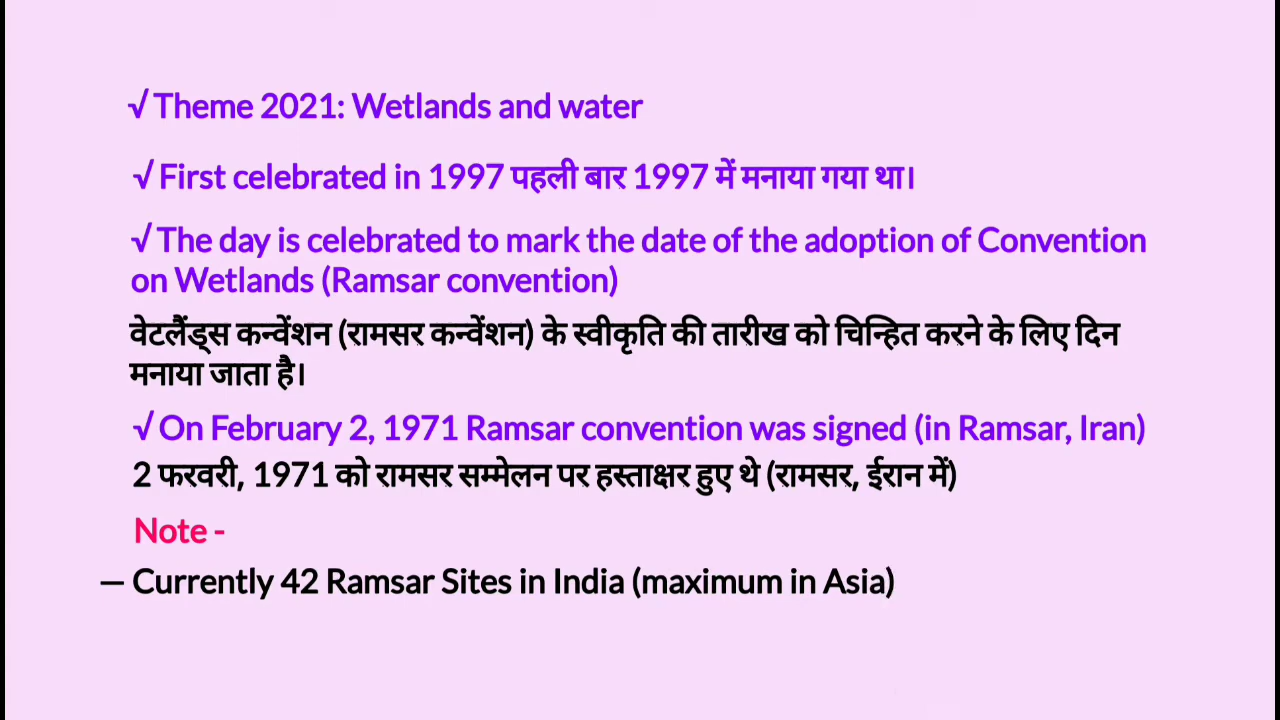 √ Theme 2021: Wetlands and water
√ First celebrated in 1997 पहली बार 1997 में मनाया गया था।
√ The day is celebrated to mark the date of the adoption of Convention
on Wetlands (Ramsar convention)
वेटलैंड्स कन्वेंशन (रामसर कन्वेंशन) के स्वीकृति की तारीख को चिन्हित करने के लिए दिन
मनाया जाता है।
√ On February 2, 1971 Ramsar convention was signed (in Ramsar, Iran)
2 फरवरी, 1971 को रामसर सम्मेलन पर हस्ताक्षर हुए थे (रामसर, ईरान में)
Note -
— Currently 42 Ramsar Sites in India (maximum in Asia)